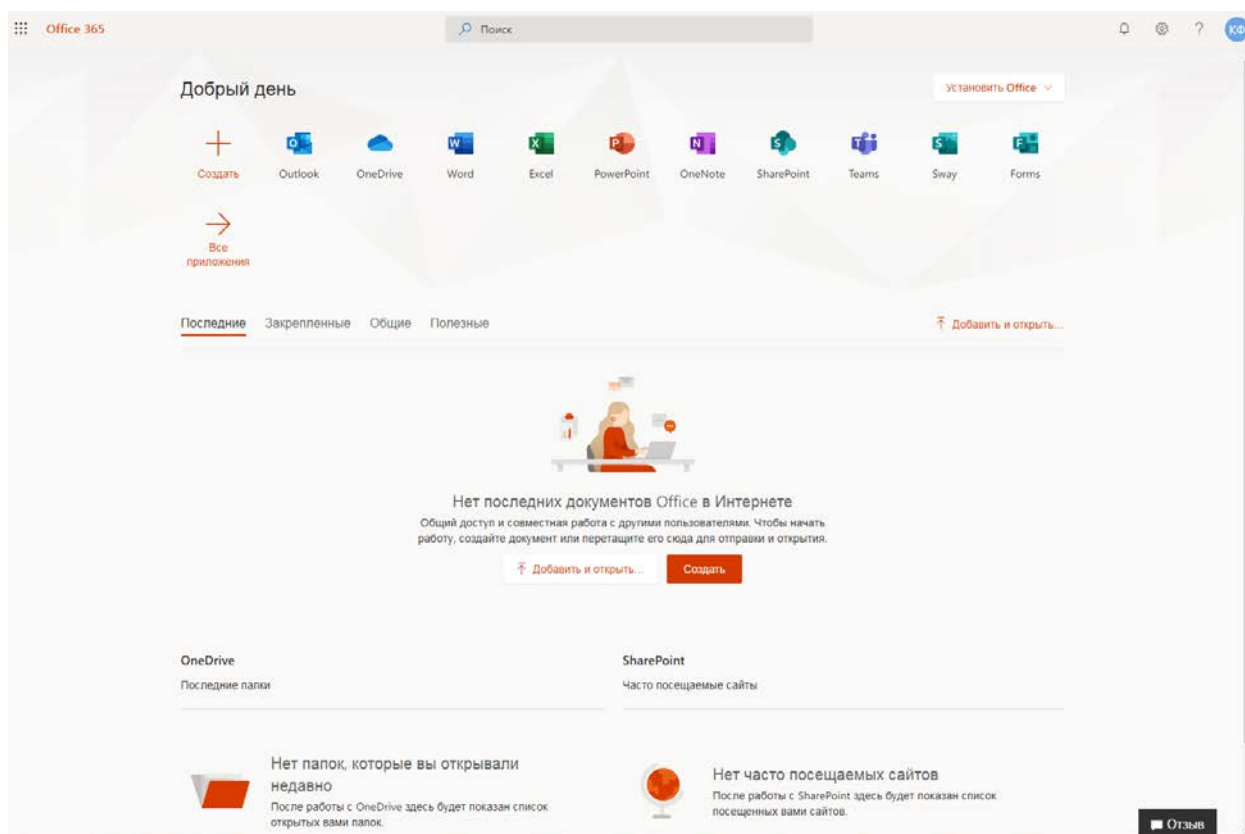 Office 365
Поиск
КФ
Добрый день
Установить Office
Создать
Outlook
OneDrive
Word
Excel
PowerPoint
OneNote
SharePoint
Teams
Sway
Forms
Все
приложения
Последние Закрепленные Общие Полезные
Добавить и открыть...
Нет последних документов Office в Интернете
Общий доступ и совместная работа с другими пользователями. Чтобы начать
работу, создайте документ или перетащите его сюда для отправки и открытия.
Добавить и открыть...
Создать
OneDrive
Последние папки
SharePoint
Часто посещаемые сайты
Нет папок, которые вы открывали
недавно
После работы с OneDrive здесь будет показан список
открытых вами папок.
Нет часто посещаемых сайтов
После работы с SharePoint здесь будет показан список
посещенных вами сайтов.
Отзыв